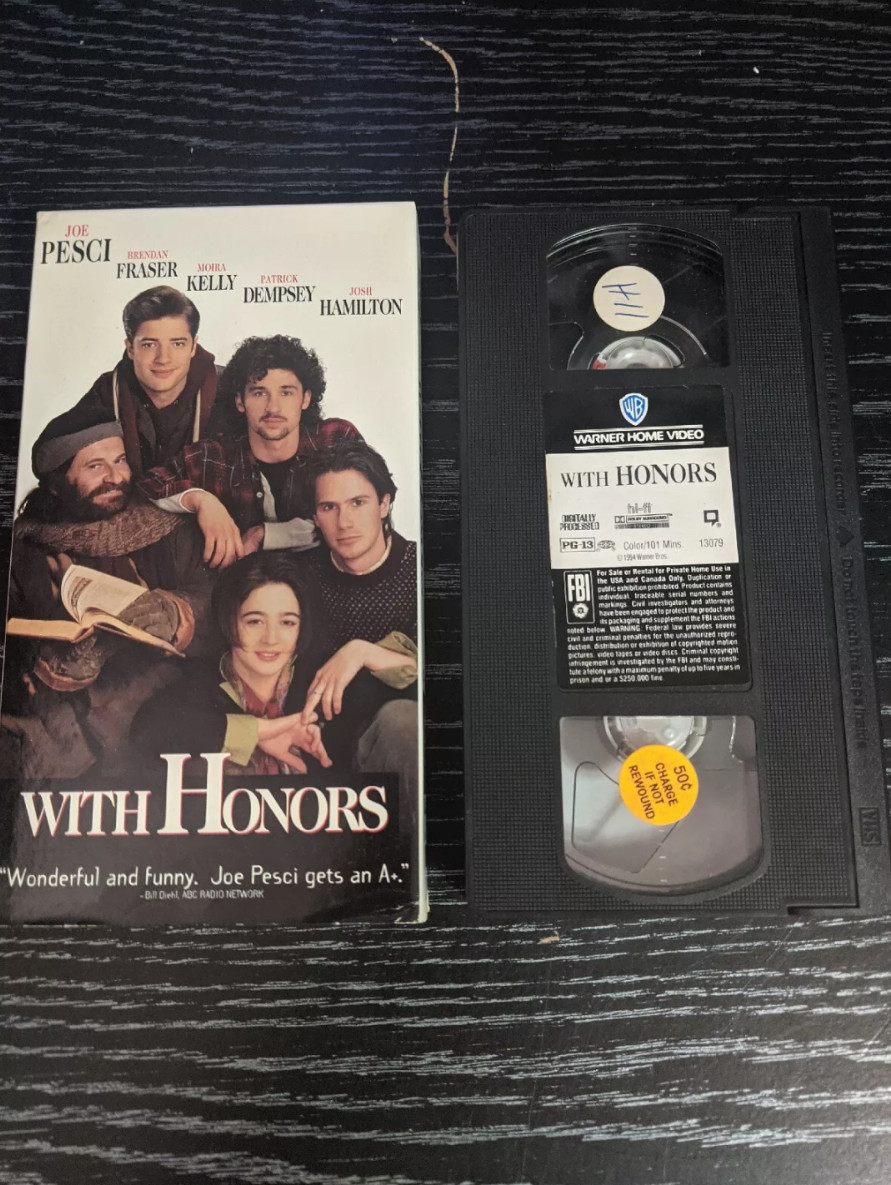 JOE
PESCI
BRENDAN
FRASER
MOIRA
KELLY
PATRICK
DEMPSEY
JOSH
HAMILTON
WITH HONORS
"Wonderful and funny. Joe Pesci gets an A+."
- Bill Diehl, ABC RADIO NETWORK
WB
WARNER HOME VIDEO
WITH HONORS
DIGITALLY
PROCESSED
hi-fi
DOLBY SURROUND
PG-13
Color/101 Mins.
13079
© 1994 Warner Bros.
FBI
For Sale or Rental for Private Home Use in
the USA and Canada Only. Duplication or
public exhibition prohibited. Product contains
individual, traceable serial numbers and
markings. Civil investigators and attorneys
have been engaged to protect the product and
its packaging and supplement the FBI actions
noted below. WARNING: Federal law provides severe
civil and criminal penalties for the unauthorized repro-
duction, distribution or exhibition of copyrighted motion
pictures, video tapes or video discs. Criminal copyright
infringement is investigated by the FBI and may consti-
tute a felony with a maximum penalty of up to five years in
prison and or a $250,000 fine
50¢
CHARGE
IF NOT
REWOUND
VHS